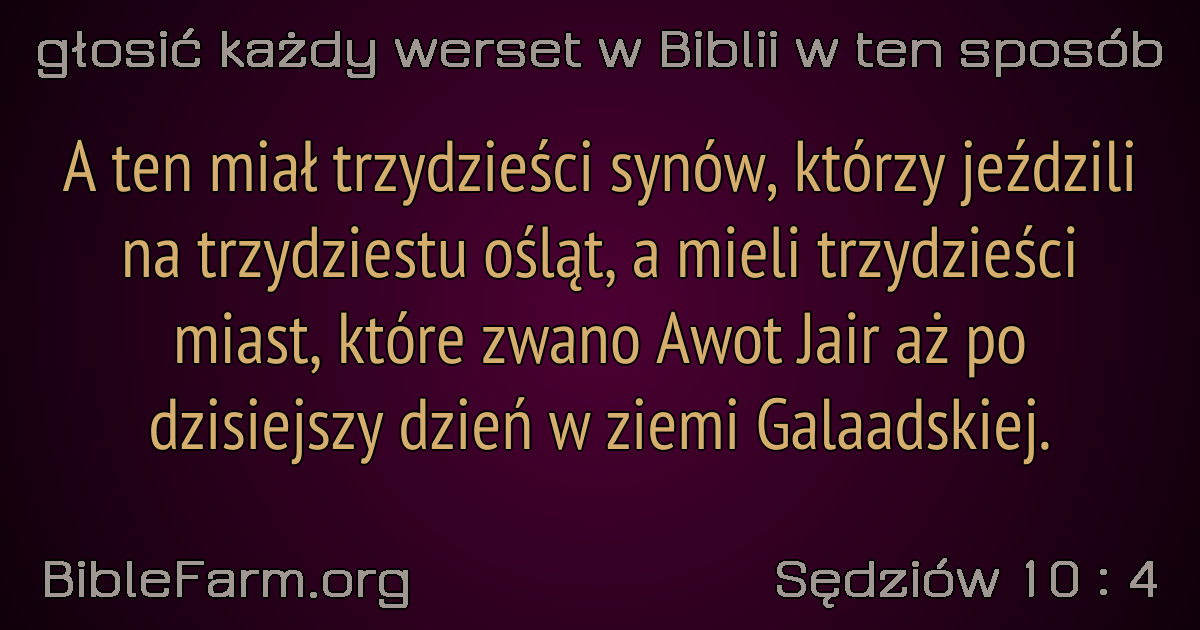 głosić każdy werset w Biblii w ten sposób
A ten miał trzydzieści synów, którzy jeździli
na trzydziestu ośląt, a mieli trzydzieści
miast, które zwano Awot Jair aż po
dzisiejszy dzień w ziemi Galaadskiej.
BibleFarm.org
Sędziów 10 : 4